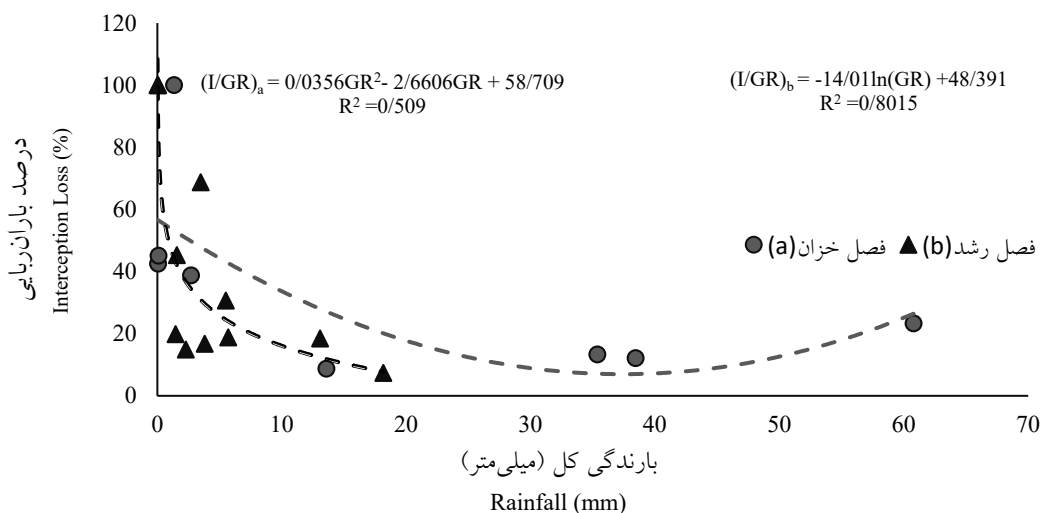 120
100
80
60
40
20
0
0 10 20 30 40 50 60 70
درصد باران‌ربایی
Interception Loss (%)
(I/GR)a = 0/0356GR² - 2/6606GR + 58/709
R² =0/509
(I/GR)b = -14/01ln(GR) +48/391
R² =0/8015
فصل خزان (a) فصل رشد (b)
بارندگی کل (میلی‌متر)
Rainfall (mm)